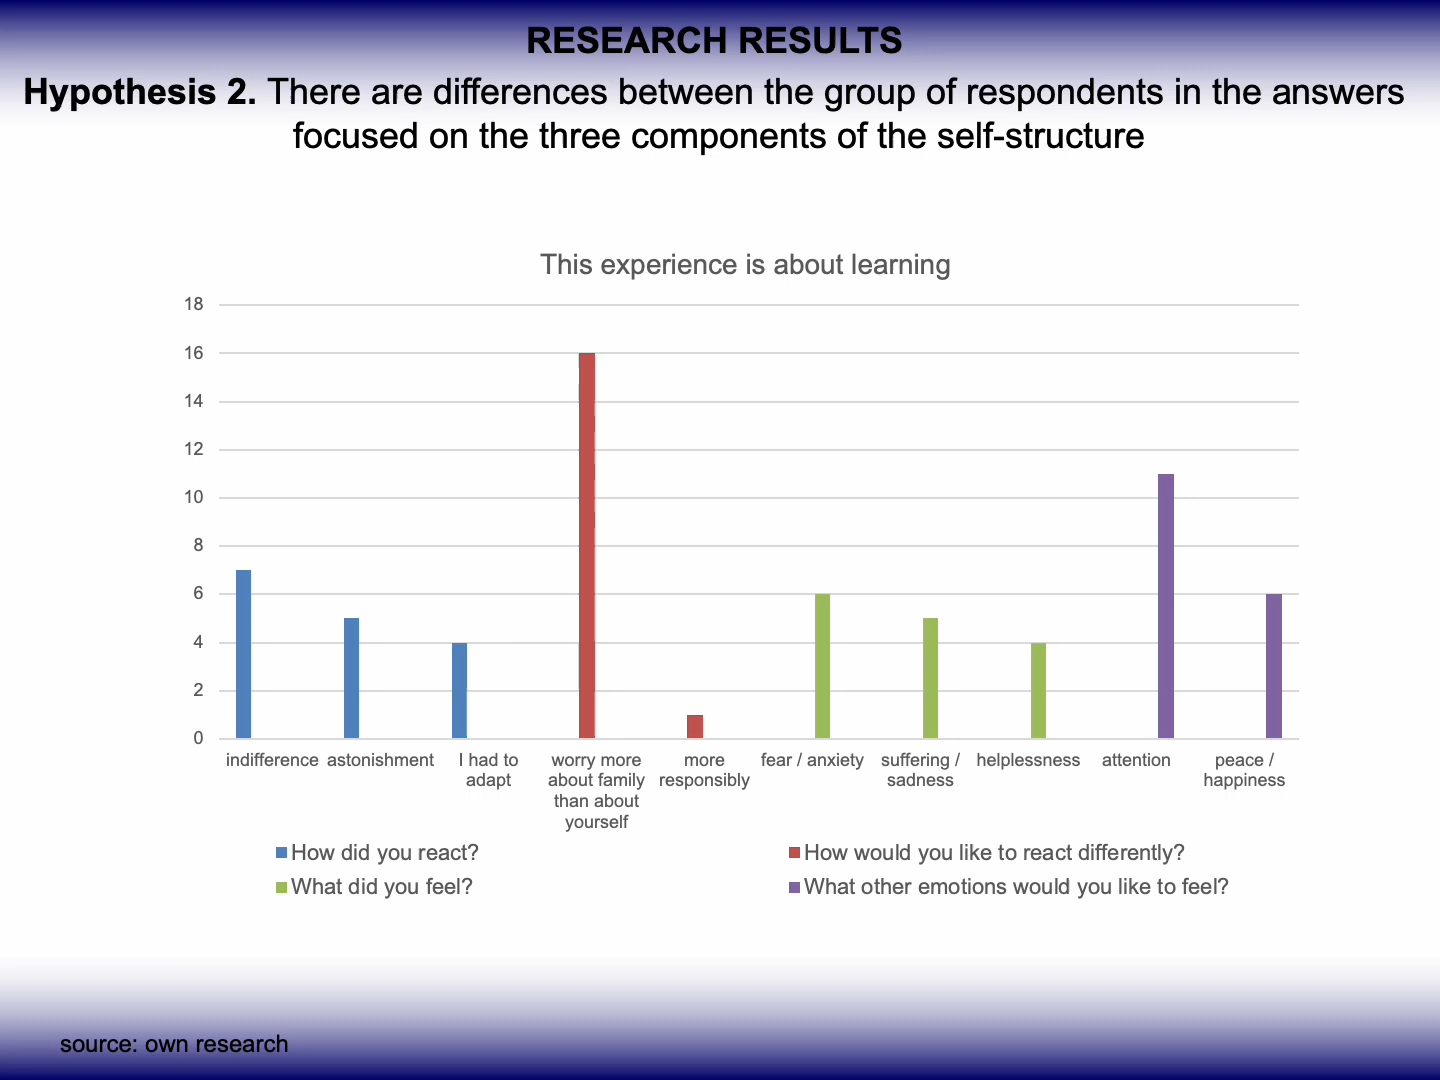 RESEARCH RESULTS
Hypothesis 2. There are differences between the group of respondents in the answers
focused on the three components of the self-structure
This experience is about learning
18
16
14
12
10
8
6
4
2
0
indifference
astonishment
I had to
adapt
worry more
about family
than about
yourself
more
responsibly
fear / anxiety
suffering /
sadness
helplessness
attention
peace /
happiness
How did you react?
How would you like to react differently?
What did you feel?
What other emotions would you like to feel?
source: own research